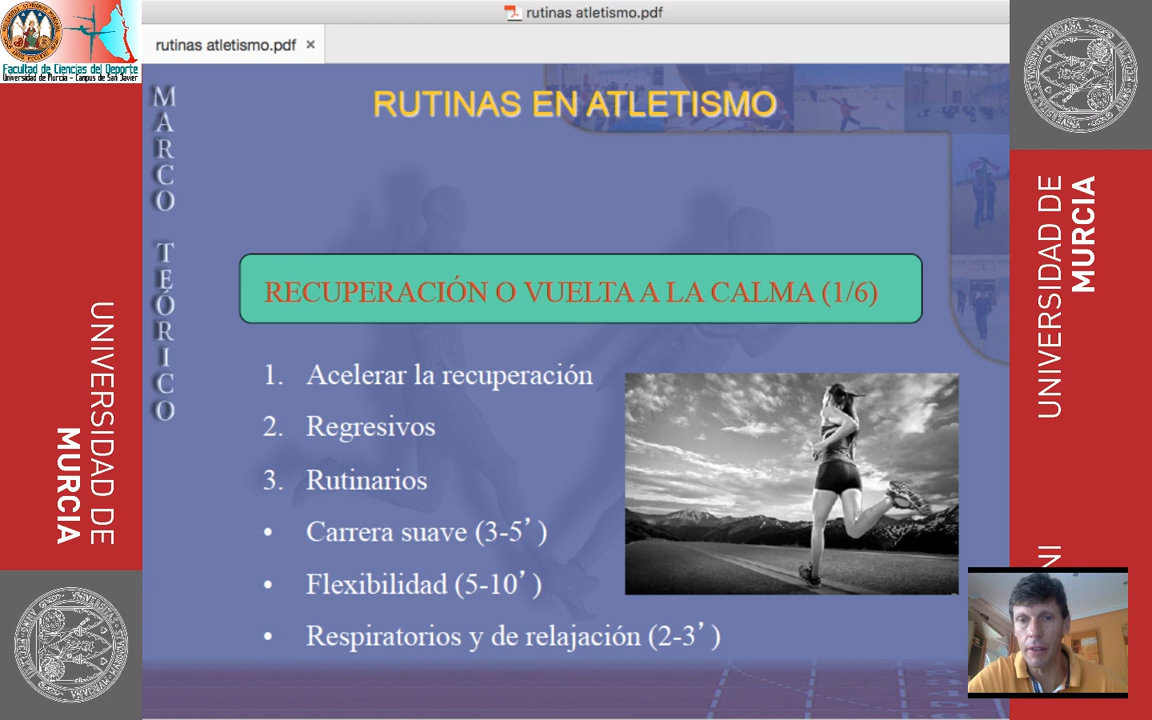 rutinas atletismo.pdf
rutinas atletismo.pdf ×
Facultad de Ciencias del Deporte
Universidad de Murcia - Campus de San Javier
MARCO TEÓRICO
RUTINAS EN ATLETISMO
RECUPERACIÓN O VUELTA A LA CALMA (1/6)
1. Acelerar la recuperación
2. Regresivos
3. Rutinarios
• Carrera suave (3-5’)
• Flexibilidad (5-10’)
• Respiratorios y de relajación (2-3’)
UNIVERSIDAD DE
MURCIA
UNIVERSIDAD DE
MURCIA
UNI